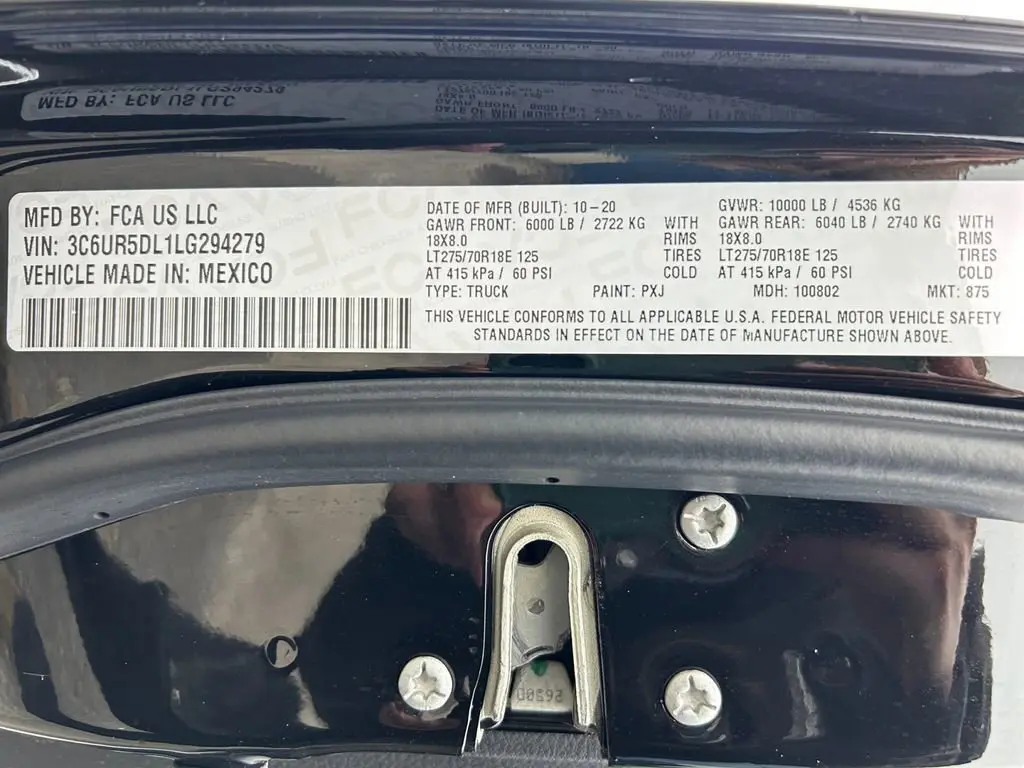 MFD BY: FCA US LLC
VIN: 3C6UR5DL1LG294279
VEHICLE MADE IN: MEXICO
DATE OF MFR (BUILT): 10-20
GAWR FRONT: 6000 LB / 2722 KG WITH
18X8.0 RIMS
LT275/70R18E 125 TIRES
AT 415 kPa / 60 PSI COLD
GVWR: 10000 LB / 4536 KG
GAWR REAR: 6040 LB / 2740 KG WITH
18X8.0 RIMS
LT275/70R18E 125 TIRES
AT 415 kPa / 60 PSI COLD
TYPE: TRUCK PAINT: PXJ MDH: 100802 MKT: 875
THIS VEHICLE CONFORMS TO ALL APPLICABLE U.S.A. FEDERAL MOTOR VEHICLE SAFETY
STANDARDS IN EFFECT ON THE DATE OF MANUFACTURE SHOWN ABOVE.